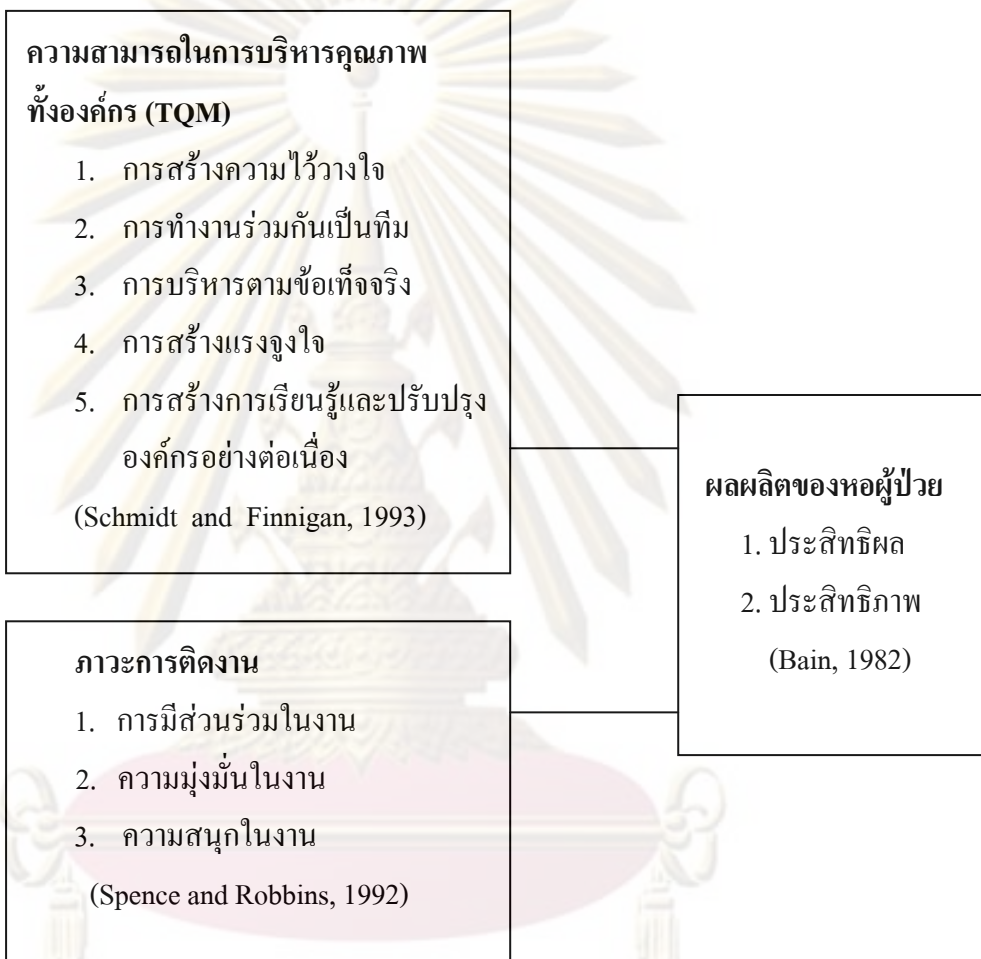 ความสามารถในการบริหารคุณภาพ
ทั้งองค์กร (TQM)
1. การสร้างความไว้วางใจ
2. การทำงานร่วมกันเป็นทีม
3. การบริหารตามข้อเท็จจริง
4. การสร้างแรงจูงใจ
5. การสร้างการเรียนรู้และปรับปรุง
องค์กรอย่างต่อเนื่อง
(Schmidt and Finnigan, 1993)
ภาวะการติดงาน
1. การมีส่วนร่วมในงาน
2. ความมุ่งมั่นในงาน
3. ความสนุกในงาน
(Spence and Robbins, 1992)
ผลผลิตของหอผู้ป่วย
1. ประสิทธิผล
2. ประสิทธิภาพ
(Bain, 1982)